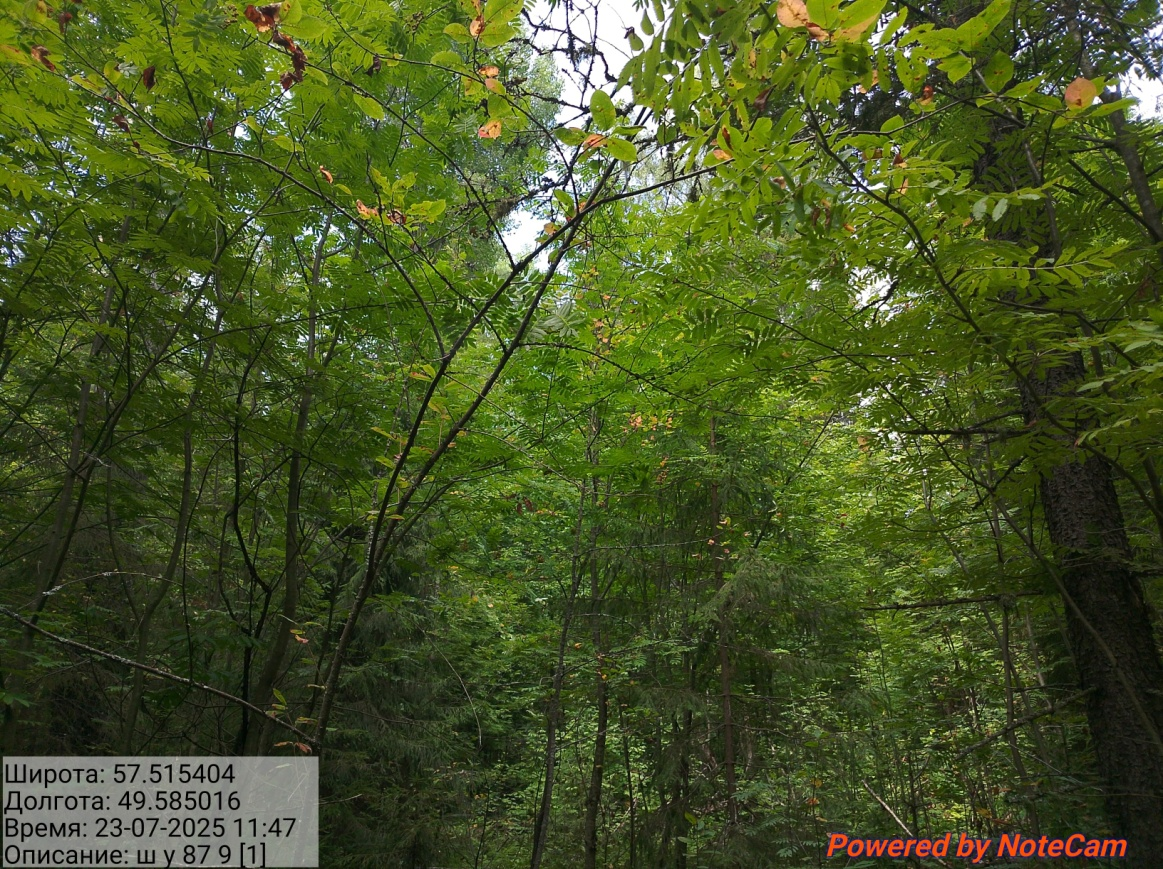 Широта: 57.515404
Долгота: 49.585016
Время: 23-07-2025 11:47
Описание: ш у 87 9 [1]
Powered by NoteCam